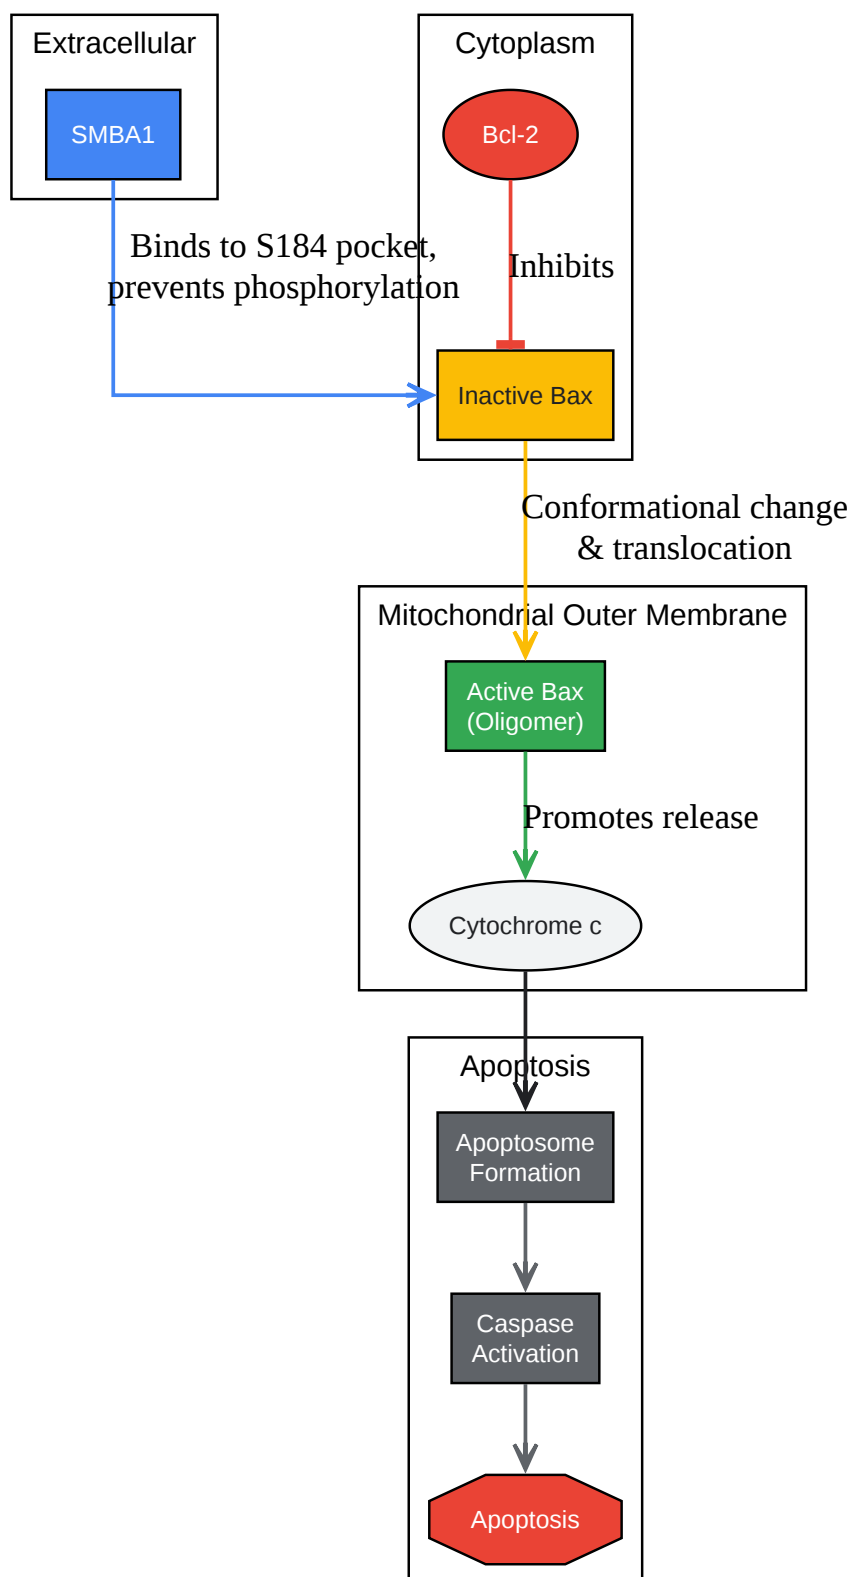 Extracellular
Cytoplasm
SMBA1
Bcl-2
Binds to S184 pocket,
prevents phosphorylation
Inhibits
Inactive Bax
Conformational change
& translocation
Mitochondrial Outer Membrane
Active Bax
(Oligomer)
Promotes release
Cytochrome c
Apoptosis
Apoptosome
Formation
Caspase
Activation
Apoptosis